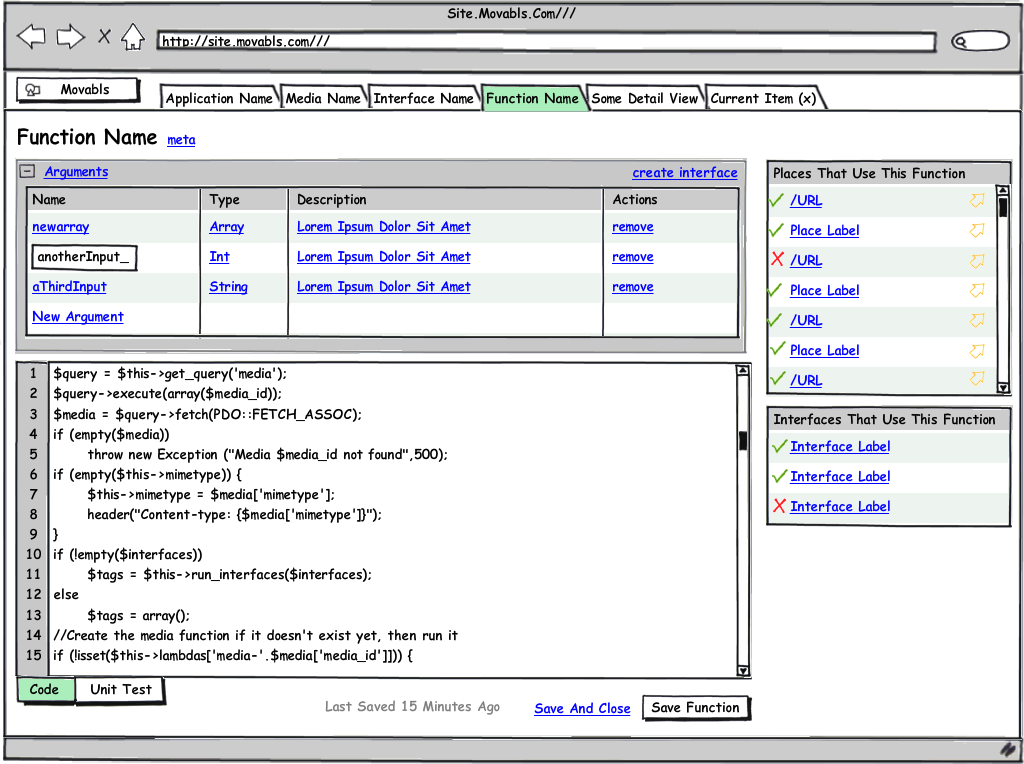 Site.Movabls.Com///
http://site.movabls.com///
Movabls
Application Name Media Name Interface Name Function Name Some Detail View Current Item (x)
Function Name meta
Arguments create interface
Name Type Description Actions
newarray Array Lorem Ipsum Dolor Sit Amet remove
anotherInput_ Int Lorem Ipsum Dolor Sit Amet remove
aThirdInput String Lorem Ipsum Dolor Sit Amet remove
New Argument
1 $query = $this->get_query('media');
2 $query->execute(array($media_id));
3 $media = $query->fetch(PDO::FETCH_ASSOC);
4 if (empty($media))
5 throw new Exception ("Media $media_id not found",500);
6 if (empty($this->mimetype)) {
7 $this->mimetype = $media['mimetype'];
8 header("Content-type: {$media['mimetype']}");
9 }
10 if (!empty($interfaces))
11 $tags = $this->run_interfaces($interfaces);
12 else
13 $tags = array();
14 //Create the media function if it doesn't exist yet, then run it
15 if (!isset($this->lambdas['media-'.$media['media_id']])) {
Code Unit Test
Last Saved 15 Minutes Ago Save And Close Save Function
Places That Use This Function
/URL
Place Label
/URL
Place Label
/URL
Place Label
/URL
Interfaces That Use This Function
Interface Label
Interface Label
Interface Label